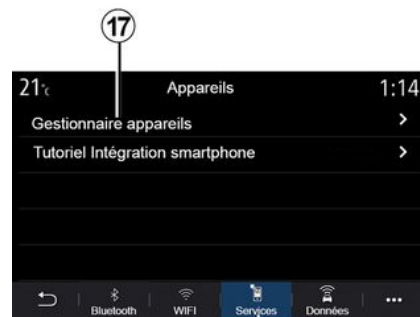 17
21°c Appareils 1:14
Gestionnaire appareils
Tutoriel Intégration smartphone
Bluetooth WIFI Services Données